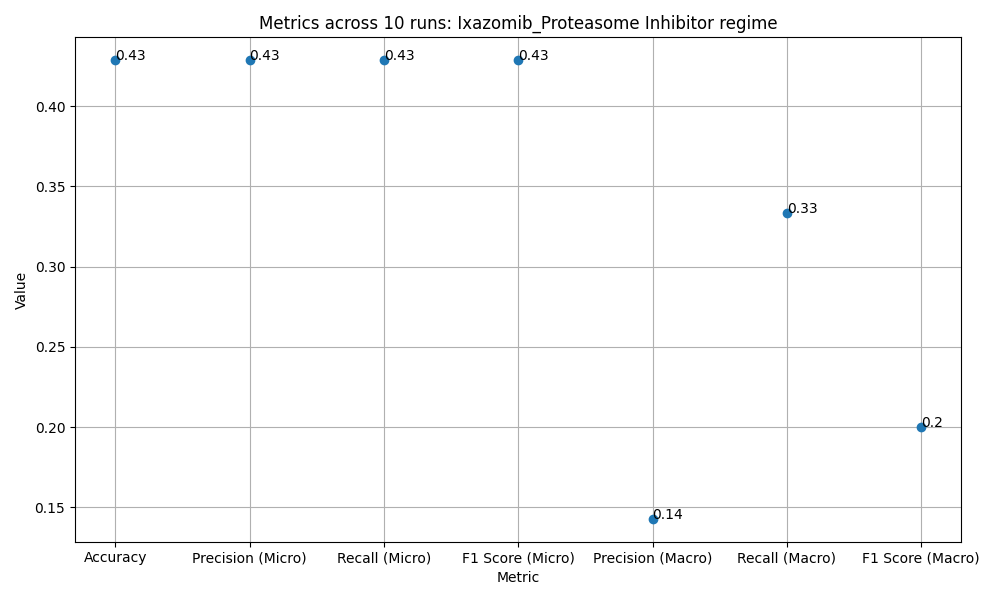 Metrics across 10 runs: Ixazomib_Proteasome Inhibitor regime
0.43
0.43
0.43
0.43
0.40
0.35
0.33
0.30
0.25
0.20
0.2
0.15
0.14
Value
Accuracy
Precision (Micro)
Recall (Micro)
F1 Score (Micro)
Precision (Macro)
Recall (Macro)
F1 Score (Macro)
Metric